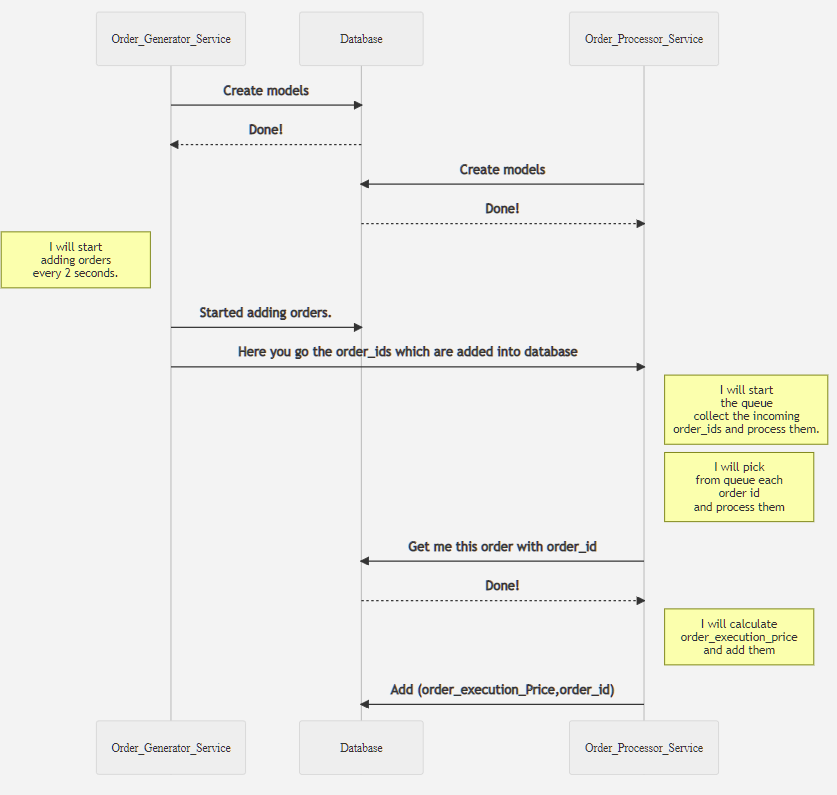 Order_Generator_Service
Database
Order_Processor_Service
Create models
Done!
Create models
Done!
I will start
adding orders
every 2 seconds.
Started adding orders.
Here you go the order_ids which are added into database
I will start
the queue
collect the incoming
order_ids and process them.
I will pick
from queue each
order id
and process them
Get me this order with order_id
Done!
I will calculate
order_execution_price
and add them
Add (order_execution_Price,order_id)
Order_Generator_Service
Database
Order_Processor_Service